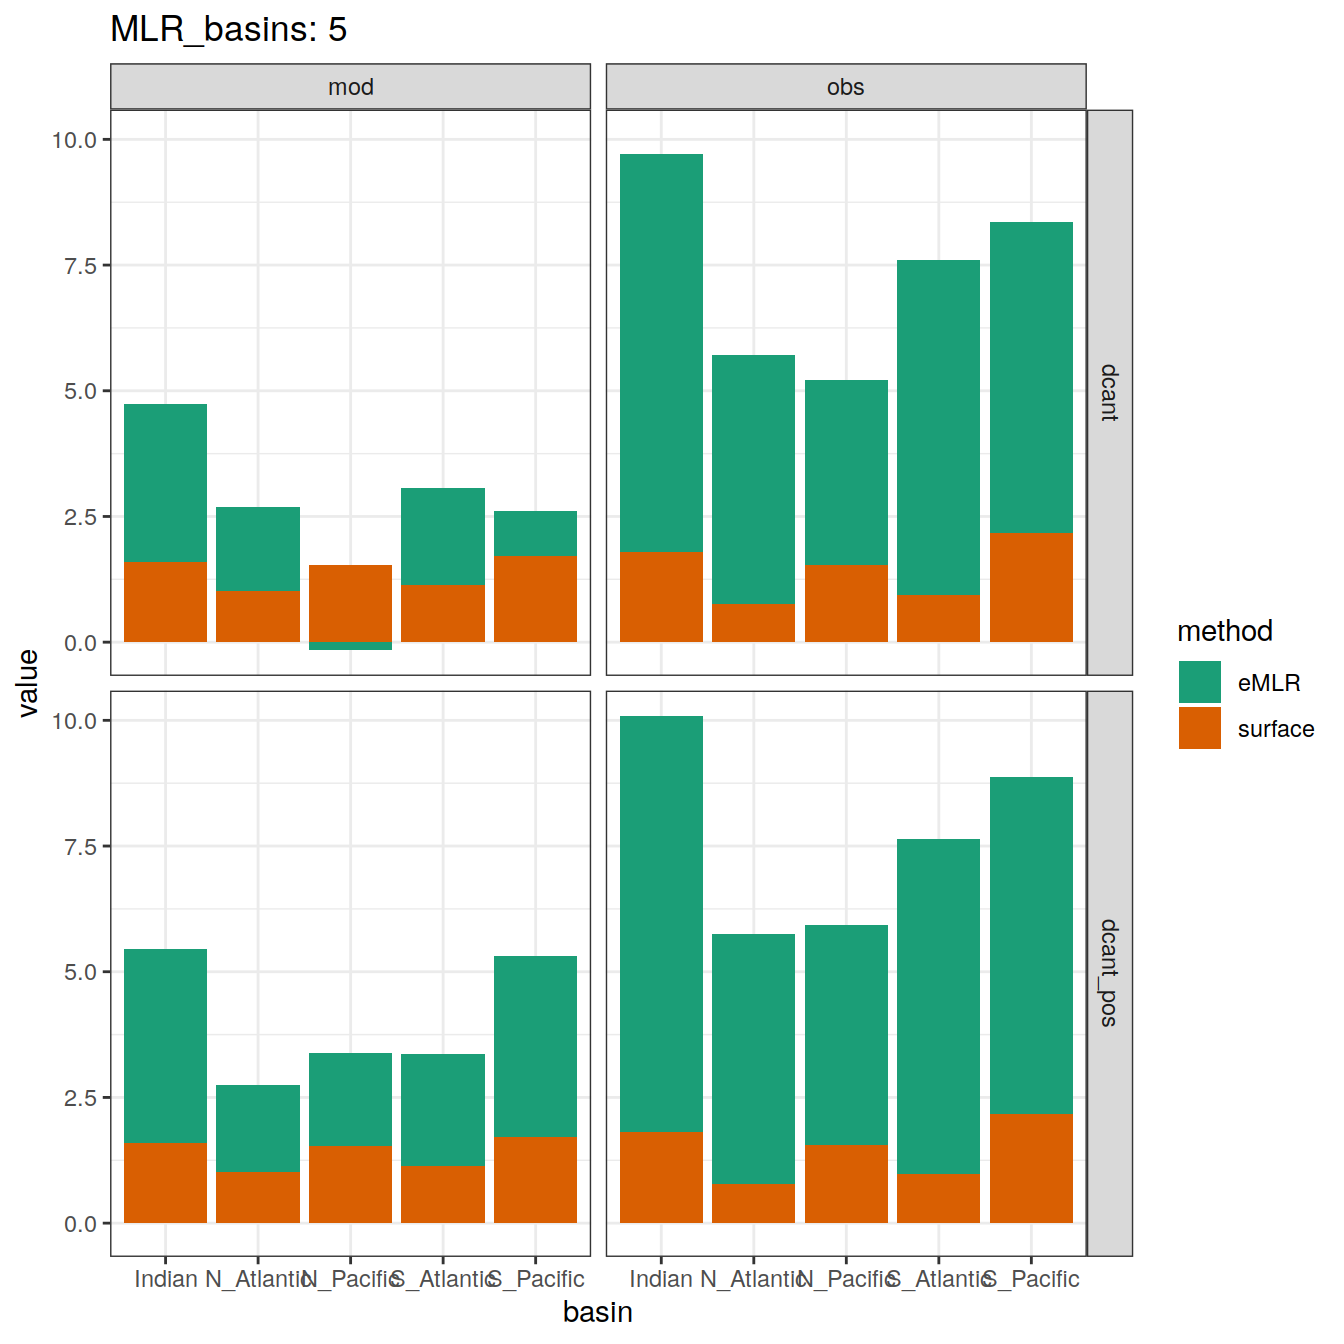 MLR_basins: 5
mod
obs
10.0
7.5
5.0
2.5
0.0
dcant
10.0
7.5
5.0
2.5
0.0
dcant_pos
value
Indian N_Atlantic N_Pacific S_Atlantic S_Pacific
Indian N_Atlantic N_Pacific S_Atlantic S_Pacific
basin
method
eMLR
surface